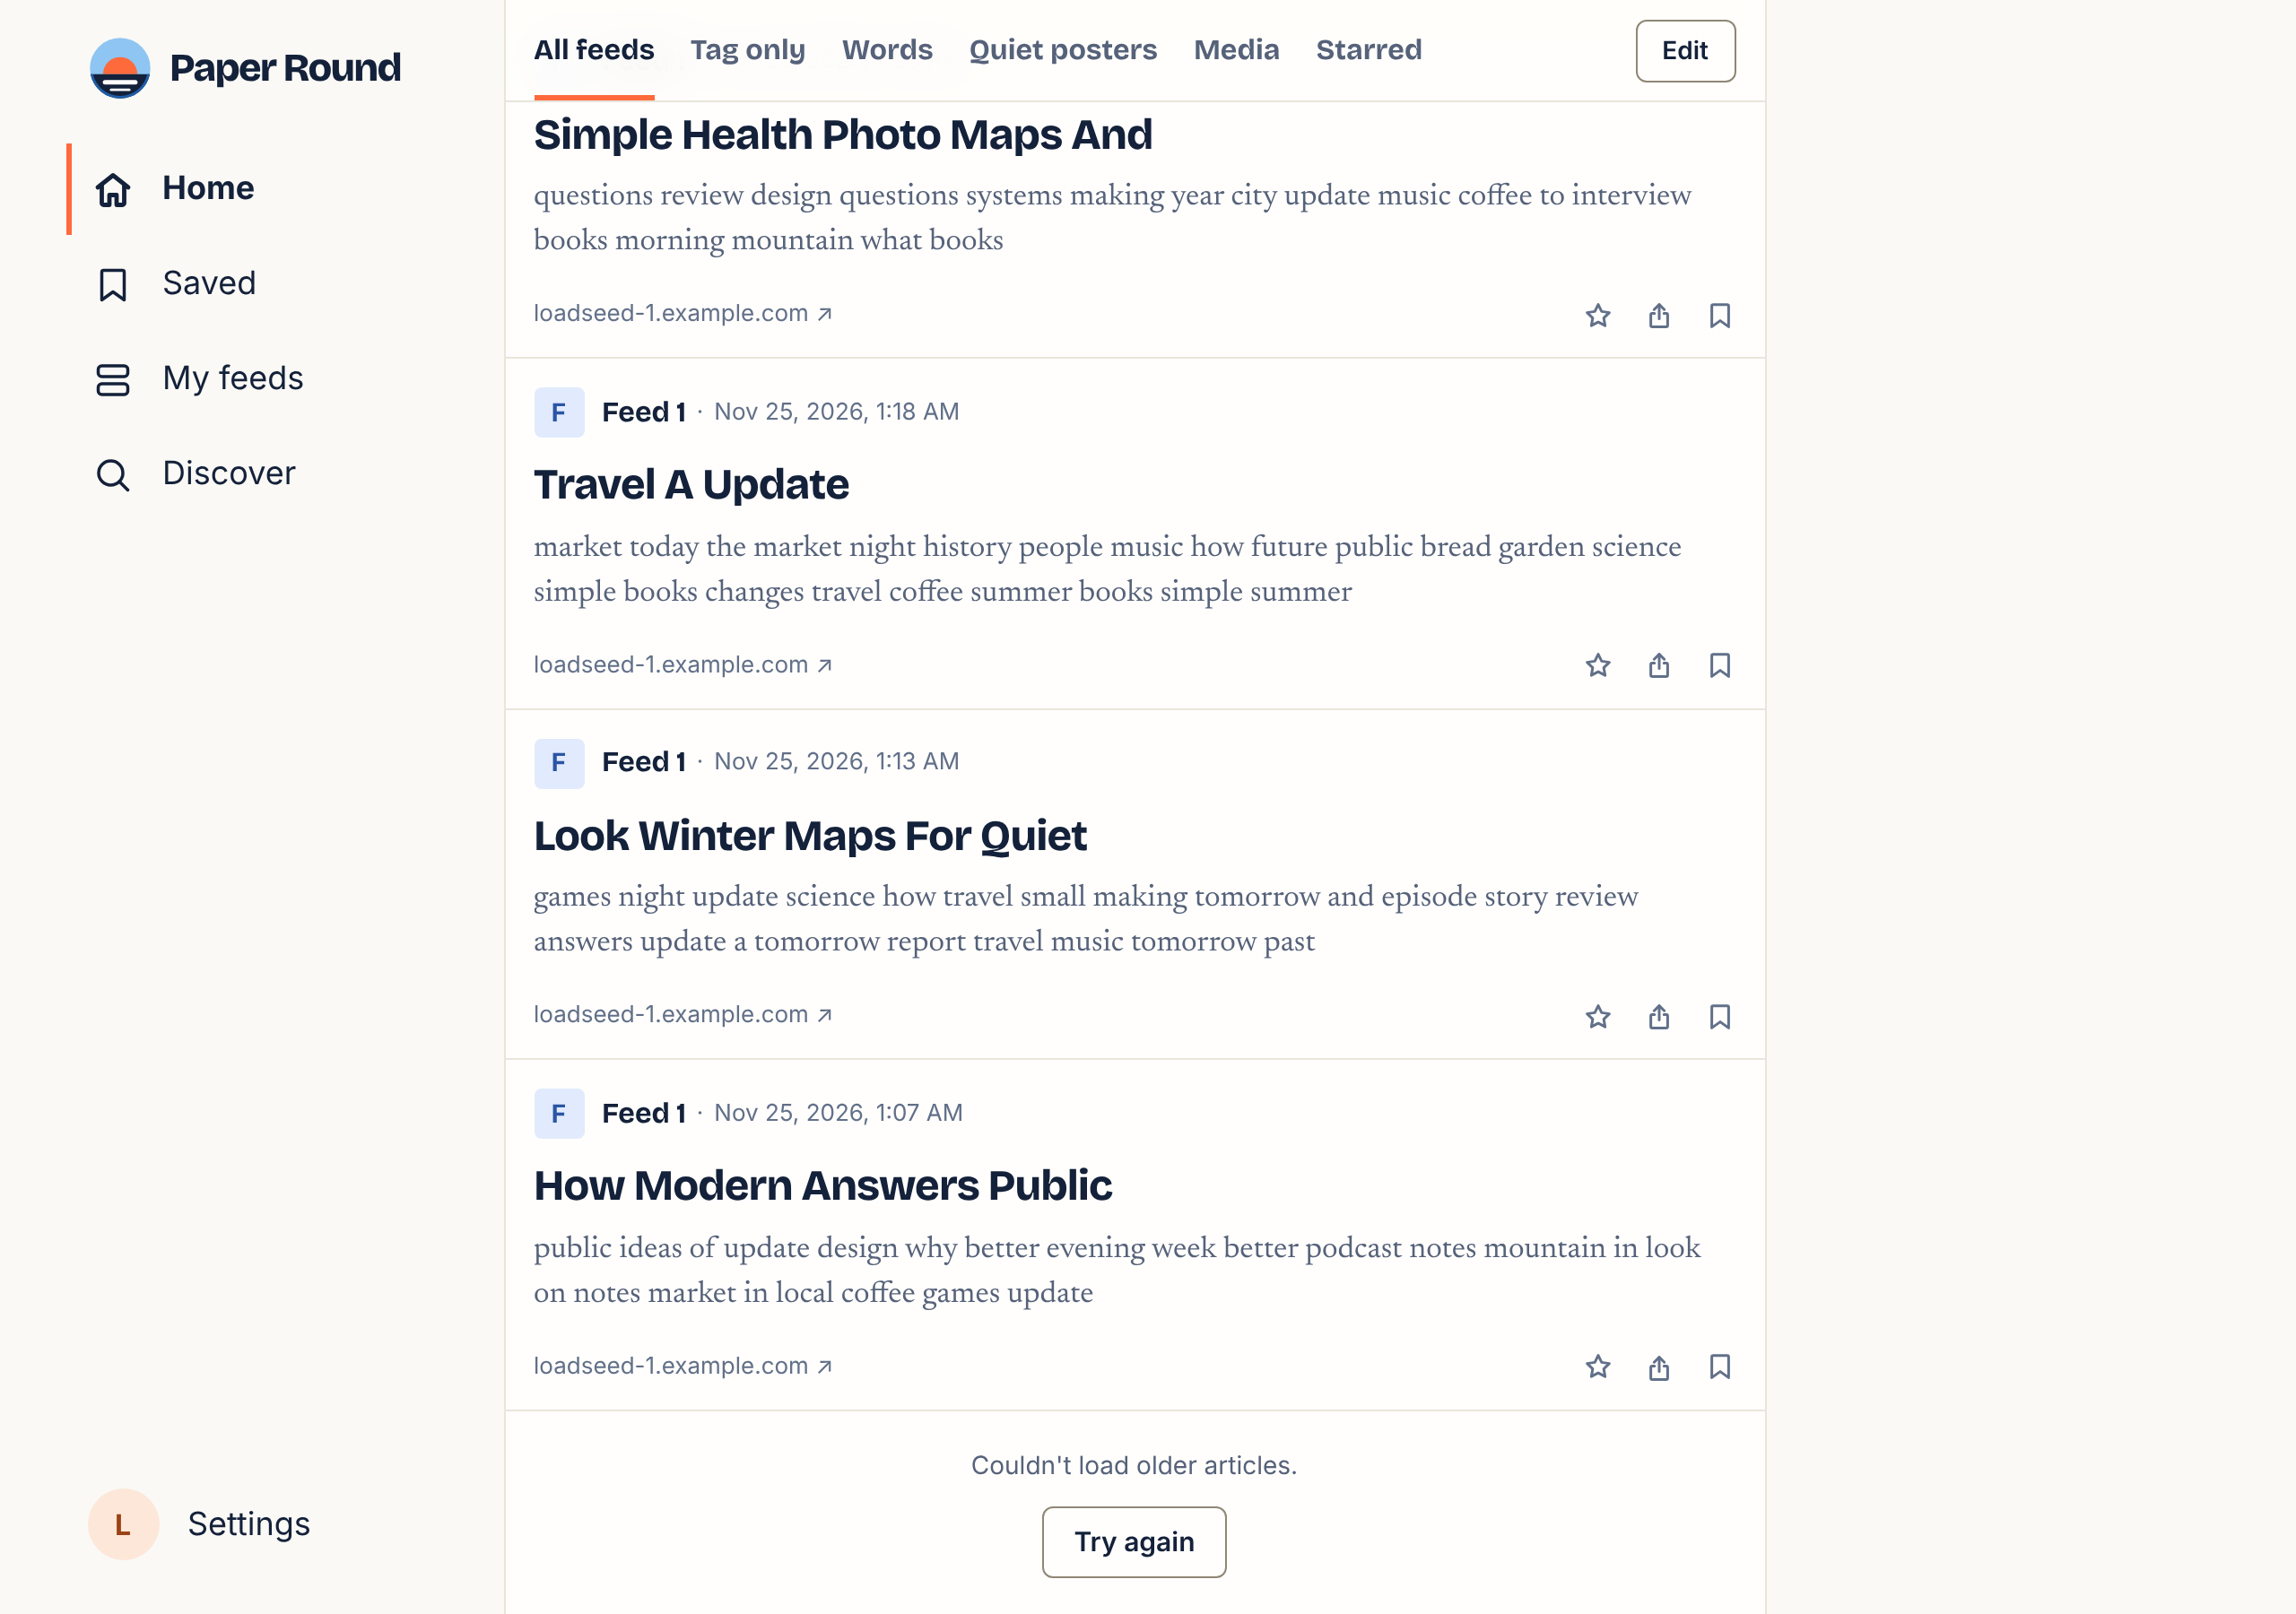 Paper Round
Home
Saved
My feeds
Discover
L
Settings
All feeds
Tag only
Words
Quiet posters
Media
Starred
Edit
Simple Health Photo Maps And
questions review design questions systems making year city update music coffee to interview
books morning mountain what books
loadseed-1.example.com ↗
F
Feed 1 · Nov 25, 2026, 1:18 AM
Travel A Update
market today the market night history people music how future public bread garden science
simple books changes travel coffee summer books simple summer
loadseed-1.example.com ↗
F
Feed 1 · Nov 25, 2026, 1:13 AM
Look Winter Maps For Quiet
games night update science how travel small making tomorrow and episode story review
answers update a tomorrow report travel music tomorrow past
loadseed-1.example.com ↗
F
Feed 1 · Nov 25, 2026, 1:07 AM
How Modern Answers Public
public ideas of update design why better evening week better podcast notes mountain in look
on notes market in local coffee games update
loadseed-1.example.com ↗
Couldn't load older articles.
Try again